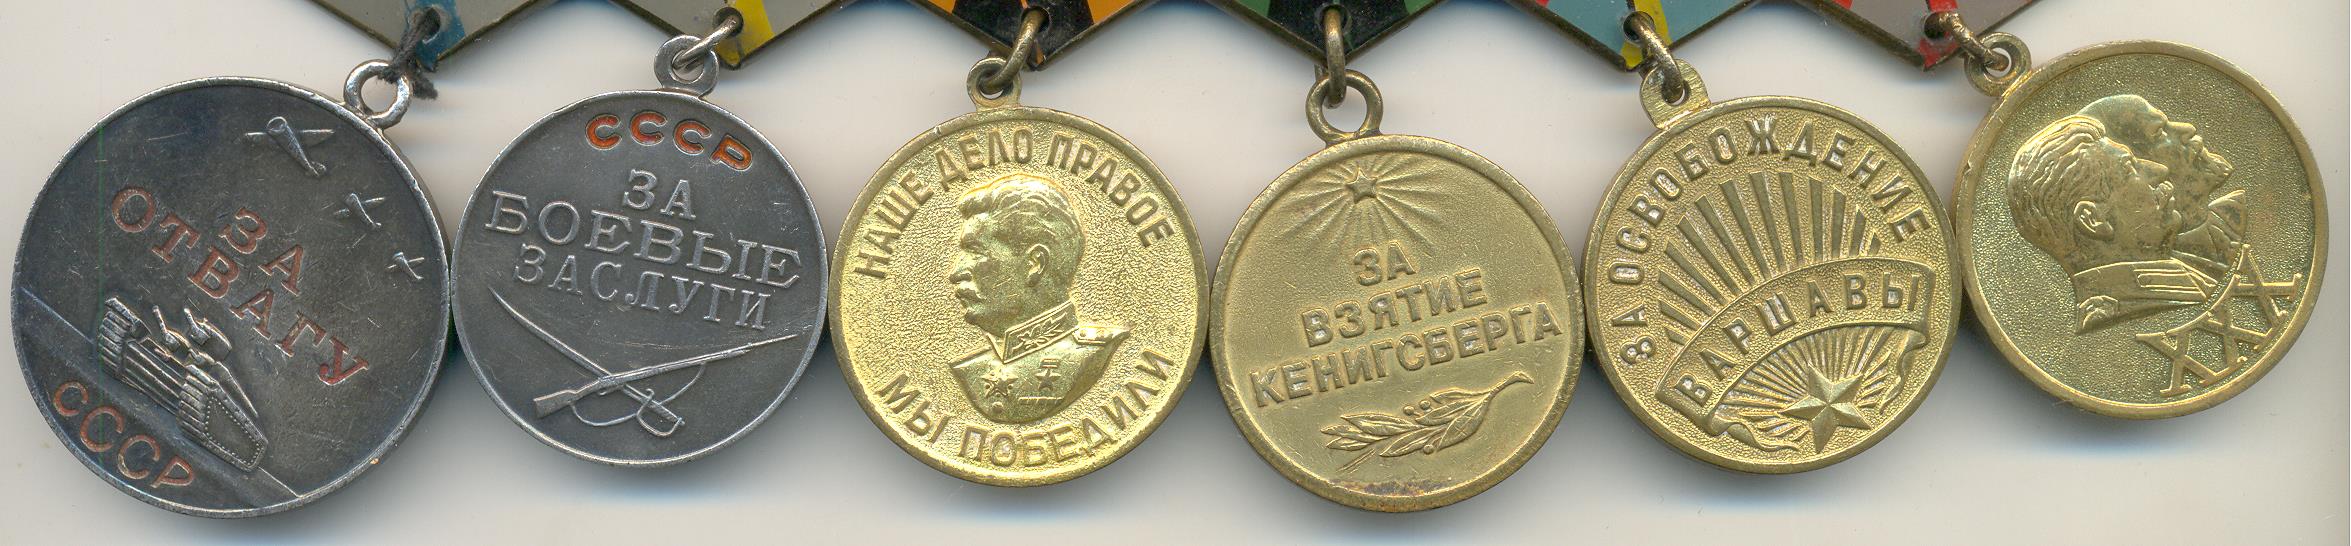 ЗА
ОТВАГУ
СССР
СССР
ЗА
БОЕВЫЕ
ЗАСЛУГИ
НАШЕ ДЕЛО ПРАВОЕ
МЫ ПОБЕДИЛИ
ЗА
ВЗЯТИЕ
КЕНИГСБЕРГА
ЗА ОСВОБОЖДЕНИЕ
ВАРШАВЫ
XXX